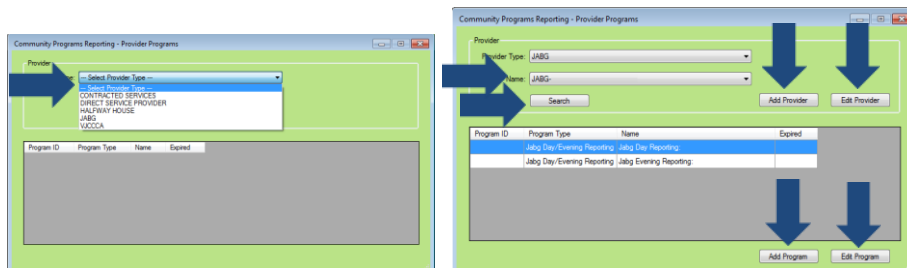 Community Programs Reporting - Provider Programs
Provider
-- Select Provider Type --
-- Select Provider Type --
CONTRACTED SERVICES
DIRECT SERVICE PROVIDER
HALFWAY HOUSE
JABG
VJCCCA
Program ID Program Type Name Expired
Community Programs Reporting - Provider Programs
Provider
Provider Type: JABG
Name: JABG-
Search Add Provider Edit Provider
Program ID Program Type Name Expired
Jabg Day/Evening Reporting Jabg Day Reporting:
Jabg Day/Evening Reporting Jabg Evening Reporting:
Add Program Edit Program